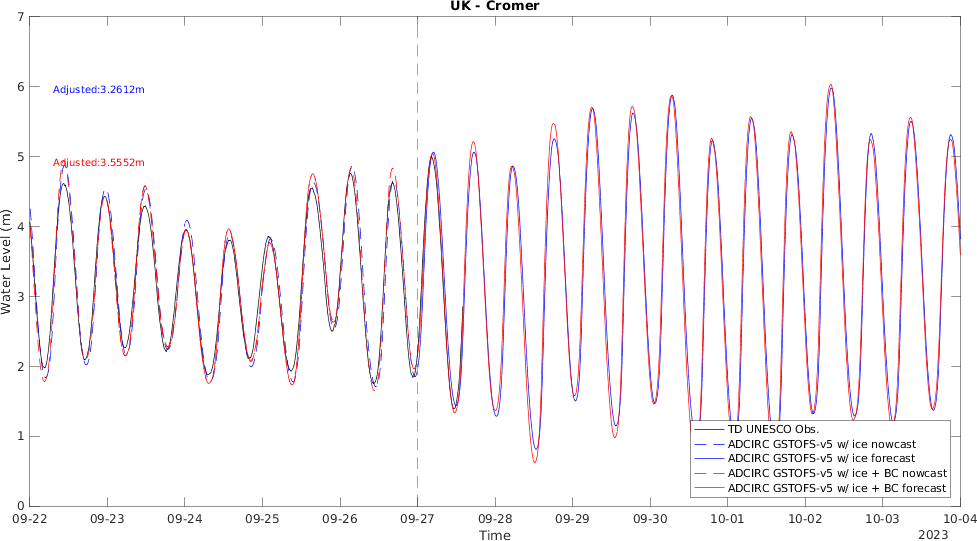 UK - Cromer
7
6
5
4
3
2
1
0
Water Level (m)
Adjusted:3.2612m
Adjusted:3.5552m
TD UNESCO Obs.
ADCIRC GSTOFS-v5 w/ ice nowcast
ADCIRC GSTOFS-v5 w/ ice forecast
ADCIRC GSTOFS-v5 w/ ice + BC nowcast
ADCIRC GSTOFS-v5 w/ ice + BC forecast
09-22 09-23 09-24 09-25 09-26 09-27 09-28 09-29 09-30 10-01 10-02 10-03 10-04
Time
2023